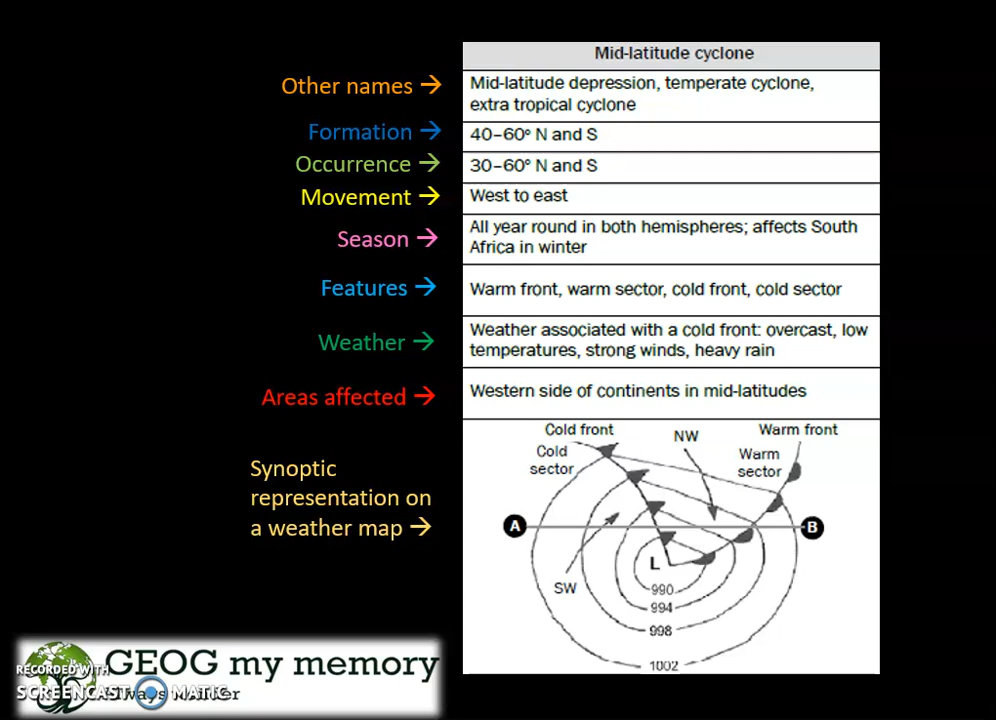 Mid-latitude cyclone
Other names →
Mid-latitude depression, temperate cyclone,
extra tropical cyclone
Formation →
40–60° N and S
Occurrence →
30–60° N and S
Movement →
West to east
Season →
All year round in both hemispheres; affects South
Africa in winter
Features →
Warm front, warm sector, cold front, cold sector
Weather →
Weather associated with a cold front: overcast, low
temperatures, strong winds, heavy rain
Areas affected →
Western side of continents in mid-latitudes
Synoptic
representation on
a weather map →
Cold front
NW
Warm front
Cold
sector
Warm
sector
A
B
L
SW
990
994
998
1002
GEOG my memory
RECORDED WITH
SCREENCAST MATIC